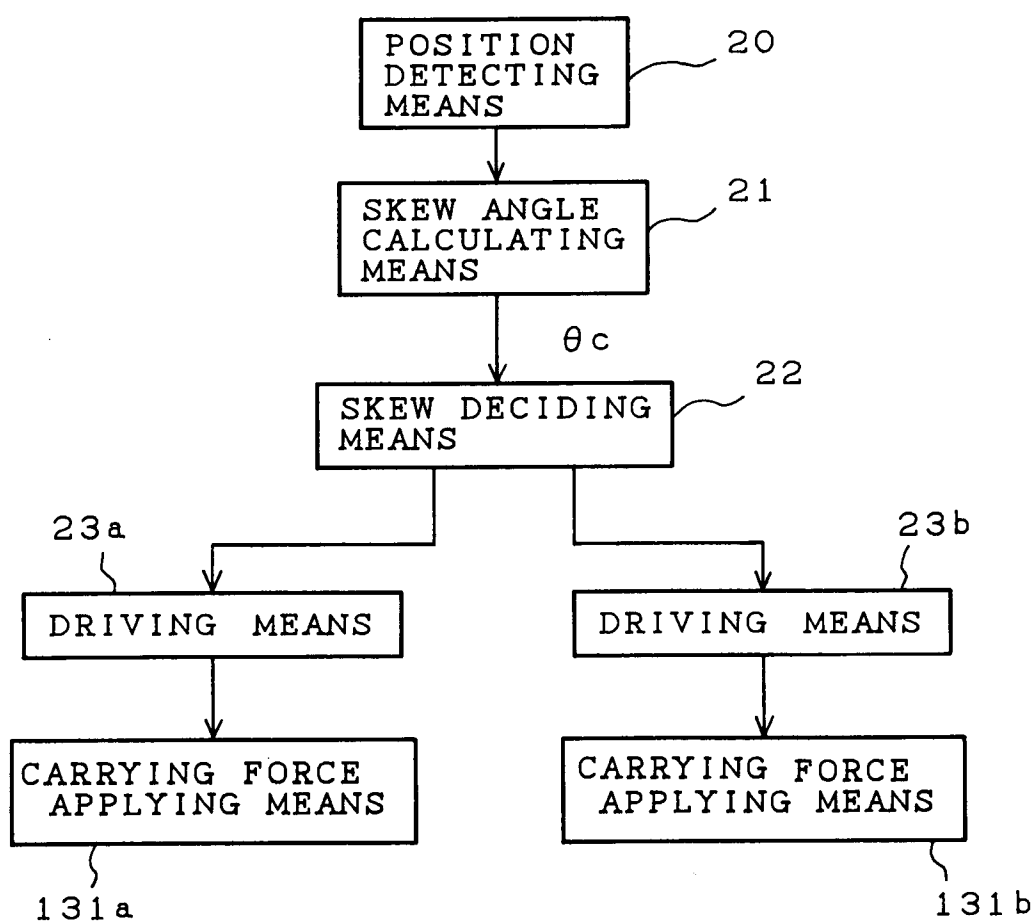 POSITION
DETECTING
MEANS
20
SKEW ANGLE
CALCULATING
MEANS
21
θc
SKEW DECIDING
MEANS
22
23a
23b
DRIVING MEANS
DRIVING MEANS
CARRYING FORCE
APPLYING MEANS
CARRYING FORCE
APPLYING MEANS
131a
131b